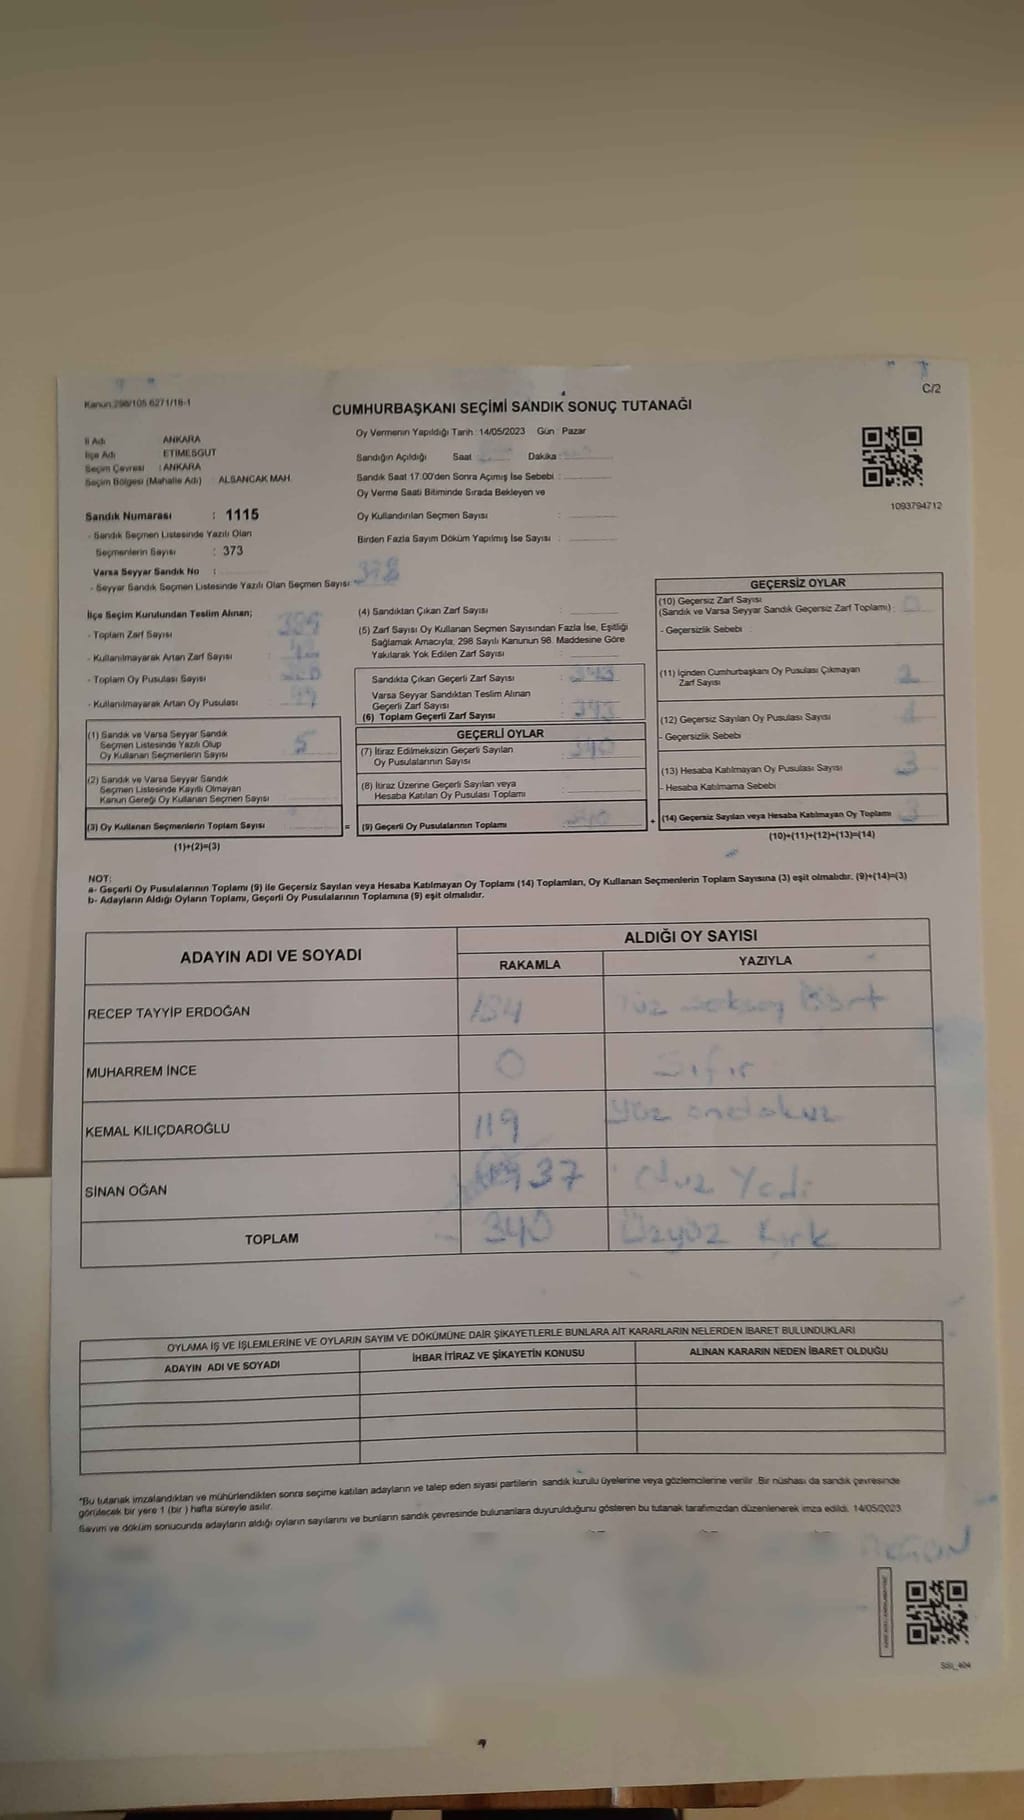 Kanun:298/105 6271/18-1
C/2
CUMHURBAŞKANI SEÇİMİ SANDIK SONUÇ TUTANAĞI
İl Adı ANKARA
İlçe Adı ETİMESGUT
Seçim Çevresi : ANKARA
Seçim Bölgesi (Mahalle Adı) : ALSANCAK MAH.
Oy Vermenin Yapıldığı Tarih : 14/05/2023 Gün : Pazar
Sandığın Açıldığı Saat Dakika :
Sandık Saat 17:00'den Sonra Açımış İse Sebebi :
Oy Verme Saati Bitiminde Sırada Bekleyen ve
Oy Kullandırılan Seçmen Sayısı :
Birden Fazla Sayım Döküm Yapılmış İse Sayısı :
1093794712
Sandık Numarası : 1115
- Sandık Seçmen Listesinde Yazılı Olan
Seçmenlerin Sayısı : 373
Varsa Seyyar Sandık No :
- Seyyar Sandık Seçmen Listesinde Yazılı Olan Seçmen Sayısı:
İlçe Seçim Kurulundan Teslim Alınan;
- Toplam Zarf Sayısı :
- Kullanılmayarak Artan Zarf Sayısı :
- Toplam Oy Pusulası Sayısı :
- Kullanılmayarak Artan Oy Pusulası :
(1) Sandık ve Varsa Seyyar Sandık
Seçmen Listesinde Yazılı Olup
Oy Kullanan Seçmenlerin Sayısı : 5
(2) Sandık ve Varsa Seyyar Sandık
Seçmen Listesinde Kayıtlı Olmayan
Kanun Gereği Oy Kullanan Seçmen Sayısı
(3) Oy Kullanan Seçmenlerin Toplam Sayısı :
(1)+(2)=(3)
(4) Sandıktan Çıkan Zarf Sayısı :
(5) Zarf Sayısı Oy Kullanan Seçmen Sayısından Fazla İse, Eşitliği
Sağlamak Amacıyla, 298 Sayılı Kanunun 98. Maddesine Göre
Yakılarak Yok Edilen Zarf Sayısı :
Sandıkta Çıkan Geçerli Zarf Sayısı : 343
Varsa Seyyar Sandıktan Teslim Alınan
Geçerli Zarf Sayısı :
(6) Toplam Geçerli Zarf Sayısı : 343
GEÇERLİ OYLAR
(7) İtiraz Edilmeksizin Geçerli Sayılan
Oy Pusulalarının Sayısı : 340
(8) İtiraz Üzerine Geçerli Sayılan veya
Hesaba Katılan Oy Pusulası Toplamı :
= (9) Geçerli Oy Pusulalarının Toplamı : 340
GEÇERSİZ OYLAR
(10) Geçersiz Zarf Sayısı
(Sandık ve Varsa Seyyar Sandık Geçersiz Zarf Toplamı) : 0
- Geçersizlik Sebebi :
(11) İçinden Cumhurbaşkanı Oy Pusulası Çıkmayan
Zarf Sayısı
(12) Geçersiz Sayılan Oy Pusulası Sayısı
- Geçersizlik Sebebi
(13) Hesaba Katılmayan Oy Pusulası Sayısı 3
- Hesaba Katılmama Sebebi
+ (14) Geçersiz Sayılan veya Hesaba Katılmayan Oy Toplamı 3
(10)+(11)+(12)+(13)=(14)
NOT:
a- Geçerli Oy Pusulalarının Toplamı (9) ile Geçersiz Sayılan veya Hesaba Katılmayan Oy Toplamı (14) Toplamları, Oy Kullanan Seçmenlerin Toplam Sayısına (3) eşit olmalıdır. (9)+(14)=(3)
b- Adayların Aldığı Oyların Toplamı, Geçerli Oy Pusulalarının Toplamına (9) eşit olmalıdır.
ADAYIN ADI VE SOYADI
ALDIĞI OY SAYISI
RAKAMLA YAZIYLA
RECEP TAYYİP ERDOĞAN 184 Yüz seksen Dört
MUHARREM İNCE 0 Sıfır
KEMAL KILIÇDAROĞLU 119 Yüz ondokuz
SİNAN OĞAN 37 Otuz Yedi
TOPLAM 340 Üçyüz Kırk
OYLAMA İŞ VE İŞLEMLERİNE VE OYLARIN SAYIM VE DÖKÜMÜNE DAİR ŞİKAYETLERLE BUNLARA AİT KARARLARIN NELERDEN İBARET BULUNDUKLARI
ADAYIN ADI VE SOYADI İHBAR İTİRAZ VE ŞİKAYETİN KONUSU ALINAN KARARIN NEDEN İBARET OLDUĞU
*Bu tutanak imzalandıktan ve mühürlendikten sonra seçime katılan adayların ve talep eden siyasi partilerin sandık kurulu üyelerine veya gözlemcilerine verilir. Bir nüshası da sandık çevresinde
görülecek bir yere 1 (bir ) hafta süreyle asılır.
Sayım ve döküm sonucunda adayların aldığı oyların sayılarını ve bunların sandık çevresinde bulunanlara duyurulduğunu gösteren bu tutanak tarafımızdan düzenlenerek imza edildi. 14/05/2023